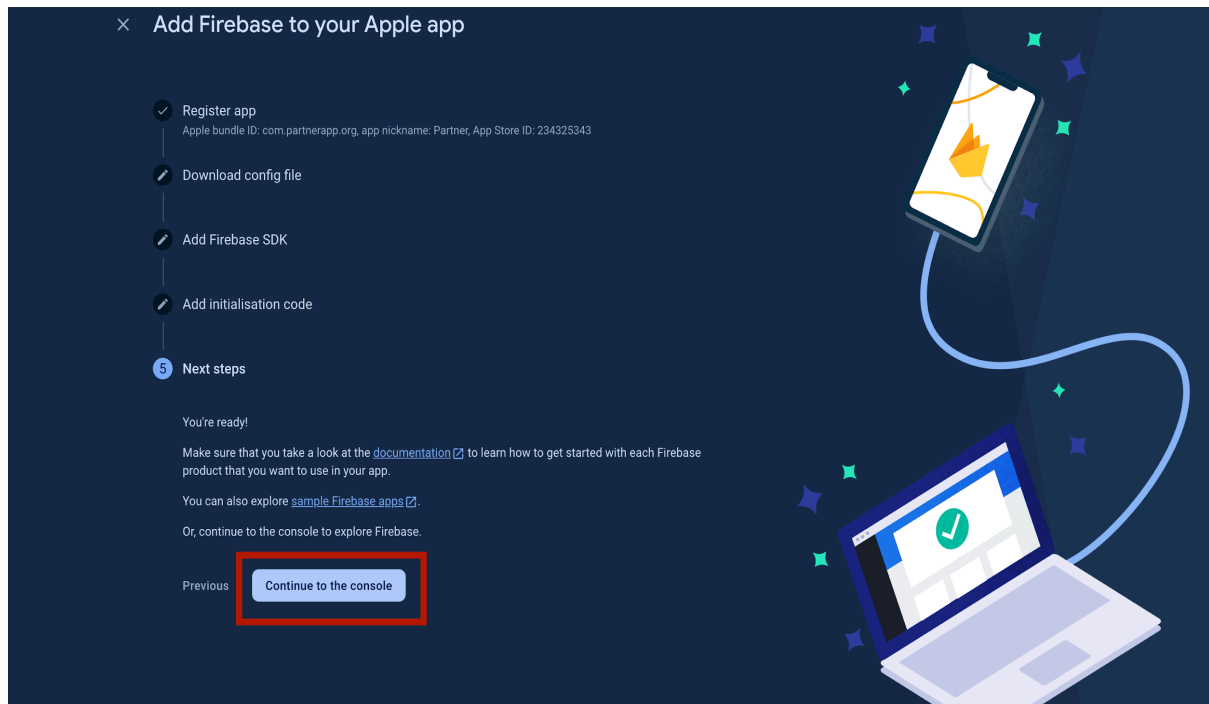 Add Firebase to your Apple app
Register app
Apple bundle ID: com.partnerapp.org, app nickname: Partner, App Store ID: 234325343
Download config file
Add Firebase SDK
Add initialisation code
5 Next steps
You're ready!
Make sure that you take a look at the documentation to learn how to get started with each Firebase
product that you want to use in your app.
You can also explore sample Firebase apps.
Or, continue to the console to explore Firebase.
Previous Continue to the console